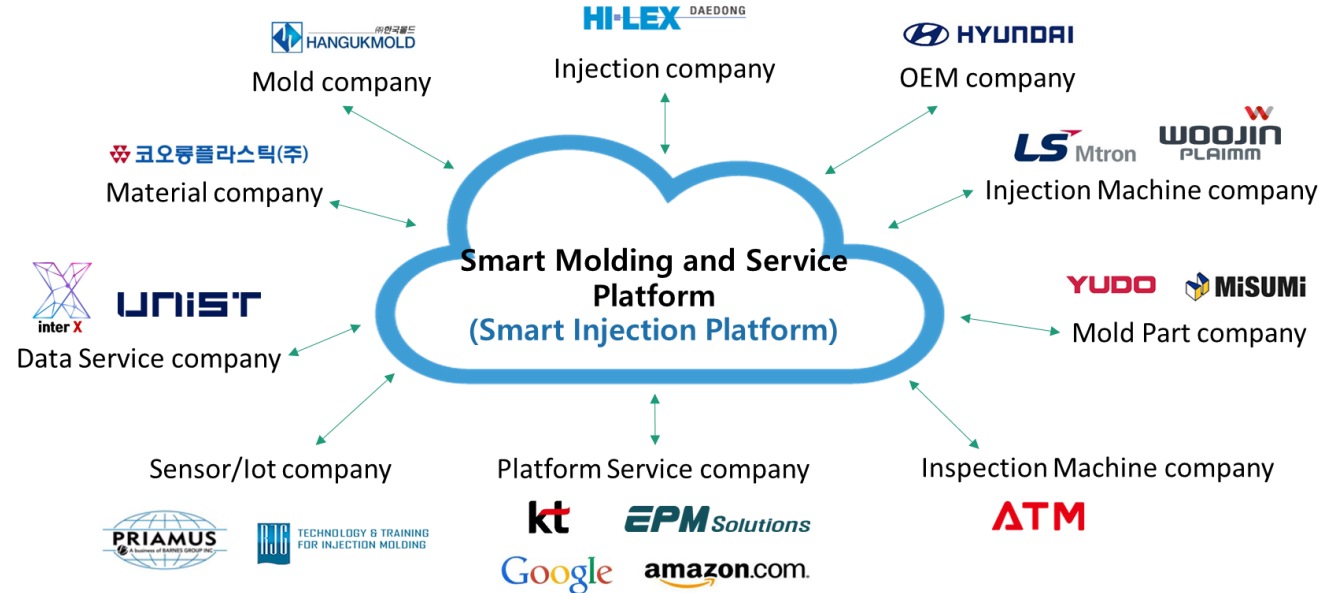 HI-LEX DAEDONG
Injection company
㈜한국몰드
HANGUKMOLD
Mold company
HYUNDAI
OEM company
LS Mtron
WOOJIN
PLAIMM
Injection Machine company
코오롱플라스틱(주)
Material company
Smart Molding and Service
Platform
(Smart Injection Platform)
inter X
UNIST
Data Service company
YUDO
MiSUMi
Mold Part company
Sensor/Iot company
PRIAMUS
A business of BARNES GROUP INC
RJG
TECHNOLOGY & TRAINING
FOR INJECTION MOLDING
Platform Service company
kt
EPM Solutions
Google
amazon.com.
Inspection Machine company
ATM